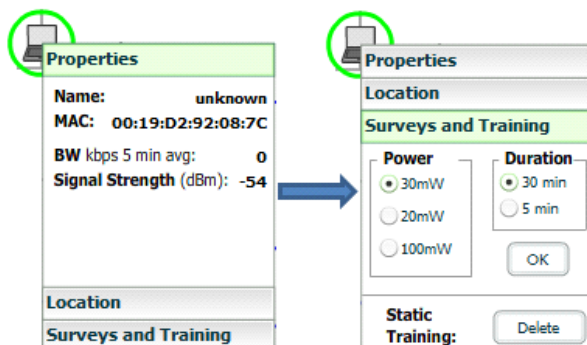 Properties
Name: unknown
MAC: 00:19:D2:92:08:7C
BW kbps 5 min avg: 0
Signal Strength (dBm): -54
Location
Surveys and Training
Properties
Location
Surveys and Training
Power Duration
30mW 30 min
20mW 5 min
100mW OK
Static
Training: Delete